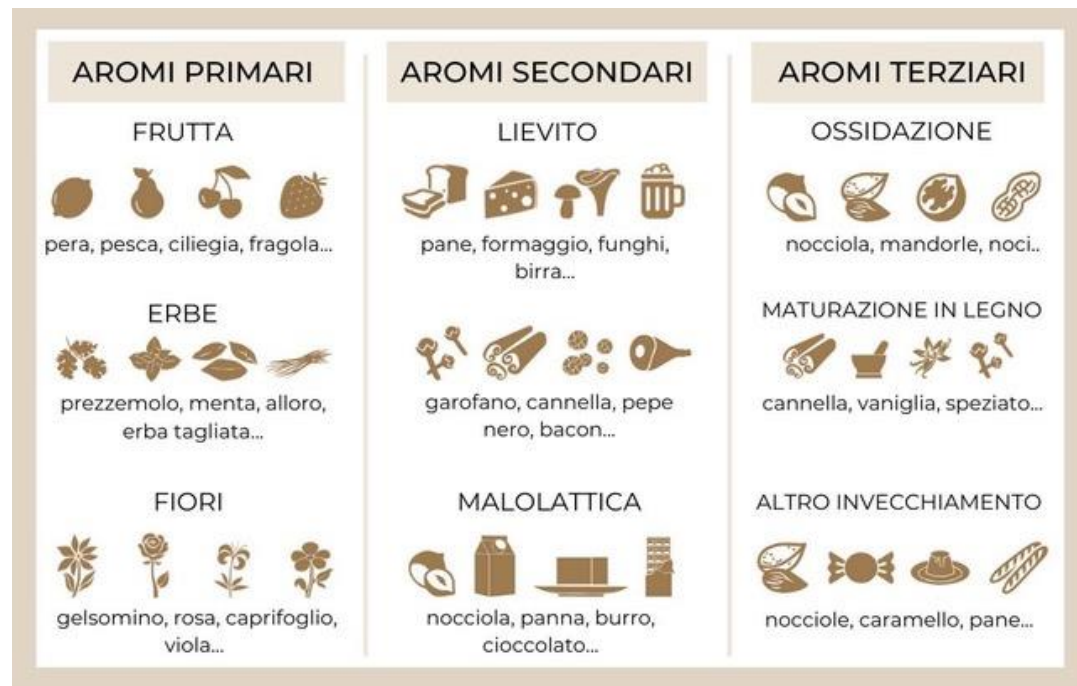 AROMI PRIMARI
FRUTTA
pera, pesca, ciliegia, fragola...
ERBE
prezzemolo, menta, alloro,
erba tagliata...
FIORI
gelsomino, rosa, caprifoglio,
viola...
AROMI SECONDARI
LIEVITO
pane, formaggio, funghi,
birra...
garofano, cannella, pepe
nero, bacon...
MALOLATTICA
nocciola, panna, burro,
cioccolato...
AROMI TERZIARI
OSSIDAZIONE
nocciola, mandorle, noci..
MATURAZIONE IN LEGNO
cannella, vaniglia, speziato...
ALTRO INVECCHIAMENTO
nocciole, caramello, pane...